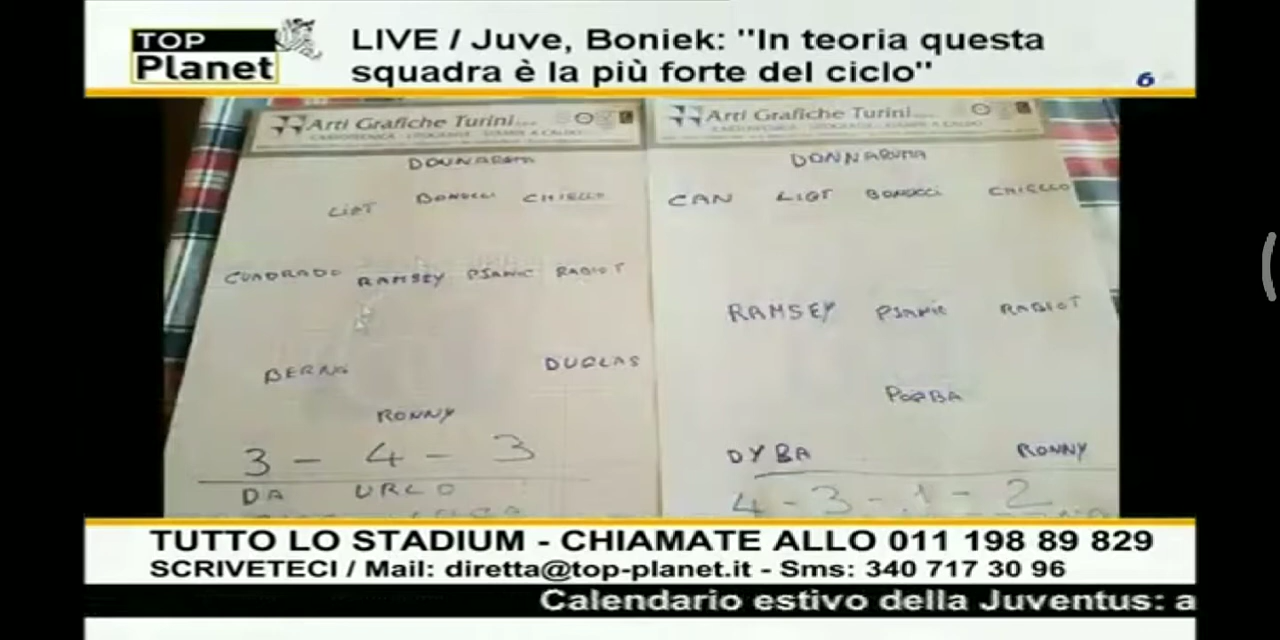 TOP
Planet
LIVE / Juve, Boniek: "In teoria questa
squadra è la più forte del ciclo"
6
Arti Grafiche Turini
DONNAROMA
LIGT BONUCCI CHIELLO
CUADRADO RAMSEY PJANIC RABIOT
BERNA DUGLAS
RONNY
3 - 4 - 3
DA URLO
Arti Grafiche Turini
DONNARUMA
CAN LIGT BONUCCI CHIELLO
RAMSEY PJANIC RABIOT
POGBA
DYBA RONNY
4 - 3 - 1 - 2
TUTTO LO STADIUM - CHIAMATE ALLO 011 198 89 829
SCRIVETECI / Mail: diretta@top-planet.it - Sms: 340 717 30 96
Calendario estivo della Juventus: a